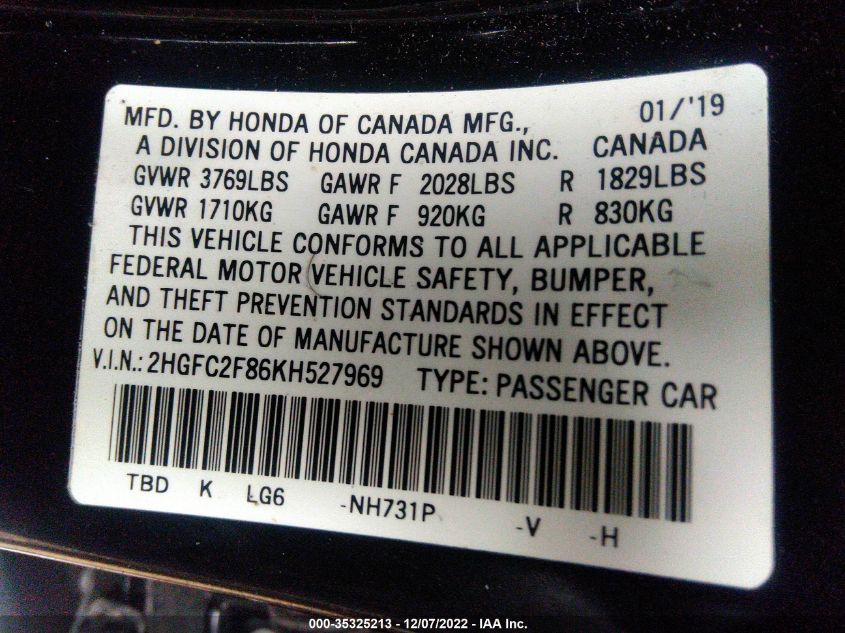 MFD. BY HONDA OF CANADA MFG., 01/'19
A DIVISION OF HONDA CANADA INC. CANADA
GVWR 3769LBS GAWR F 2028LBS R 1829LBS
GVWR 1710KG GAWR F 920KG R 830KG
THIS VEHICLE CONFORMS TO ALL APPLICABLE
FEDERAL MOTOR VEHICLE SAFETY, BUMPER,
AND THEFT PREVENTION STANDARDS IN EFFECT
ON THE DATE OF MANUFACTURE SHOWN ABOVE.
V.I.N.: 2HGFC2F86KH527969 TYPE: PASSENGER CAR
TBD K LG6 -NH731P -V -H
000-35325213 - 12/07/2022 - IAA Inc.